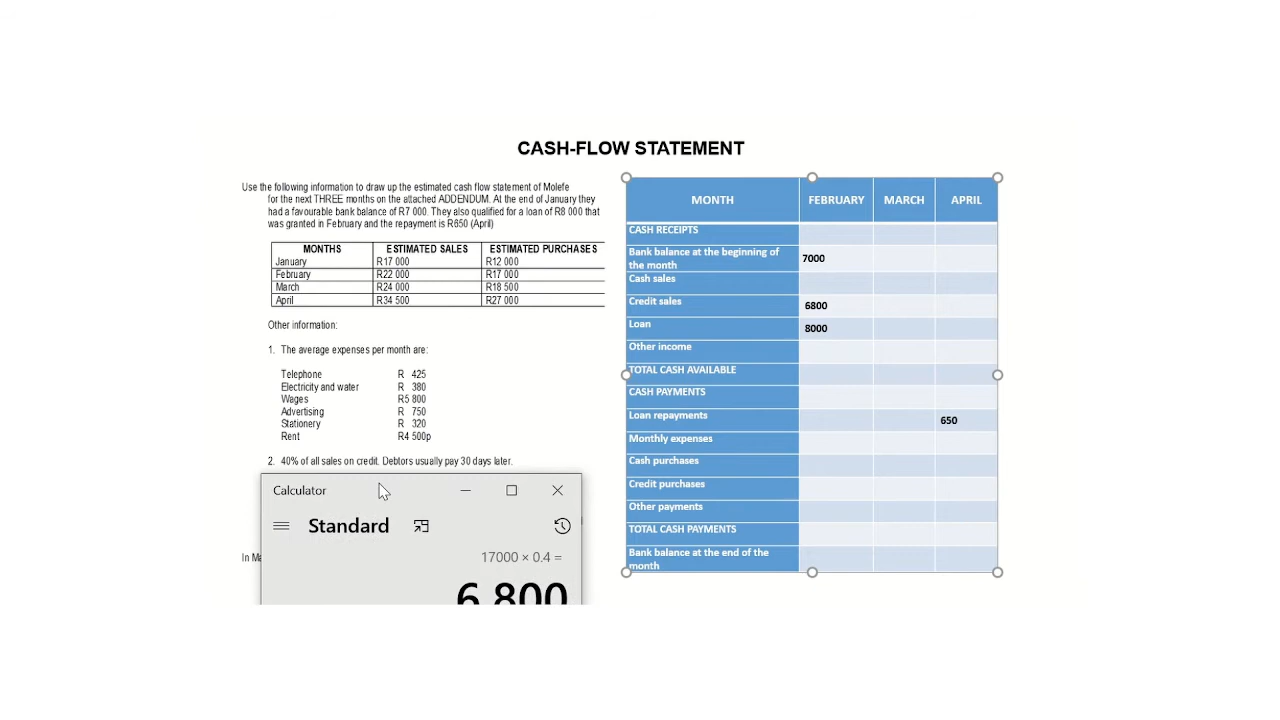 CASH-FLOW STATEMENT
Use the following information to draw up the estimated cash flow statement of Molefe
for the next THREE months on the attached ADDENDUM. At the end of January they
had a favourable bank balance of R7 000. They also qualified for a loan of R8 000 that
was granted in February and the repayment is R650 (April)
MONTHS ESTIMATED SALES ESTIMATED PURCHASES
January R17 000 R12 000
February R22 000 R17 000
March R24 000 R18 500
April R34 500 R27 000
Other information:
1. The average expenses per month are:
Telephone R 425
Electricity and water R 380
Wages R5 800
Advertising R 750
Stationery R 320
Rent R4 500p
2. 40% of all sales on credit. Debtors usually pay 30 days later.
In Ma
Calculator
Standard
17000 × 0.4 =
6 800
MONTH FEBRUARY MARCH APRIL
CASH RECEIPTS
Bank balance at the beginning of
the month 7000
Cash sales
Credit sales 6800
Loan 8000
Other income
TOTAL CASH AVAILABLE
CASH PAYMENTS
Loan repayments 650
Monthly expenses
Cash purchases
Credit purchases
Other payments
TOTAL CASH PAYMENTS
Bank balance at the end of the
month